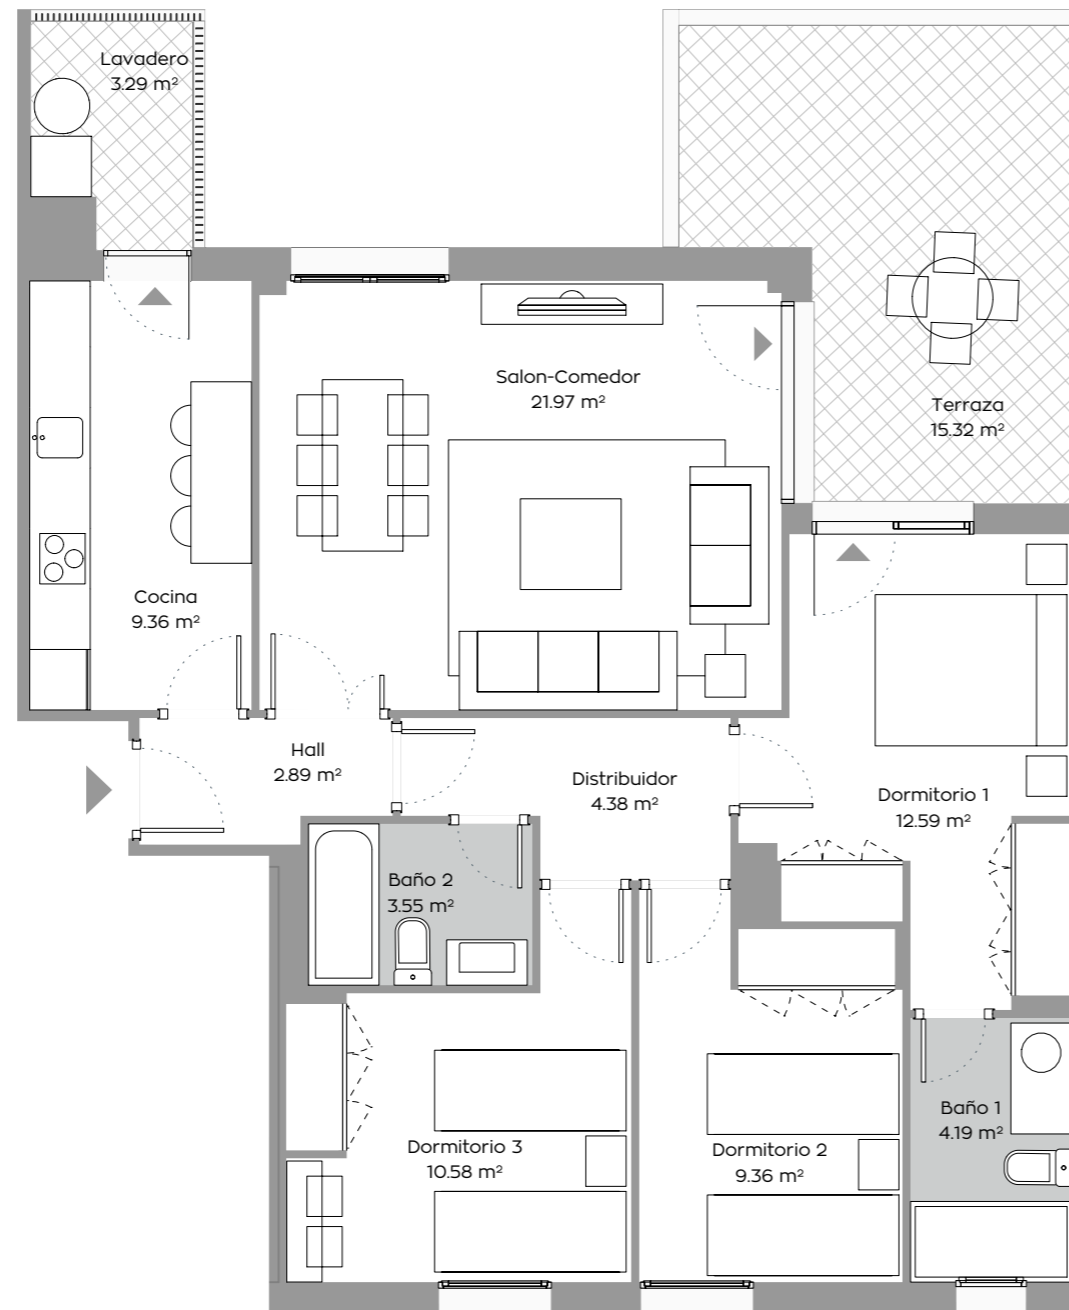 Lavadero
3.29 m²
Salon-Comedor
21.97 m²
Terraza
15.32 m²
Cocina
9.36 m²
Hall
2.89 m²
Distribuidor
4.38 m²
Dormitorio 1
12.59 m²
Baño 2
3.55 m²
Baño 1
4.19 m²
Dormitorio 3
10.58 m²
Dormitorio 2
9.36 m²